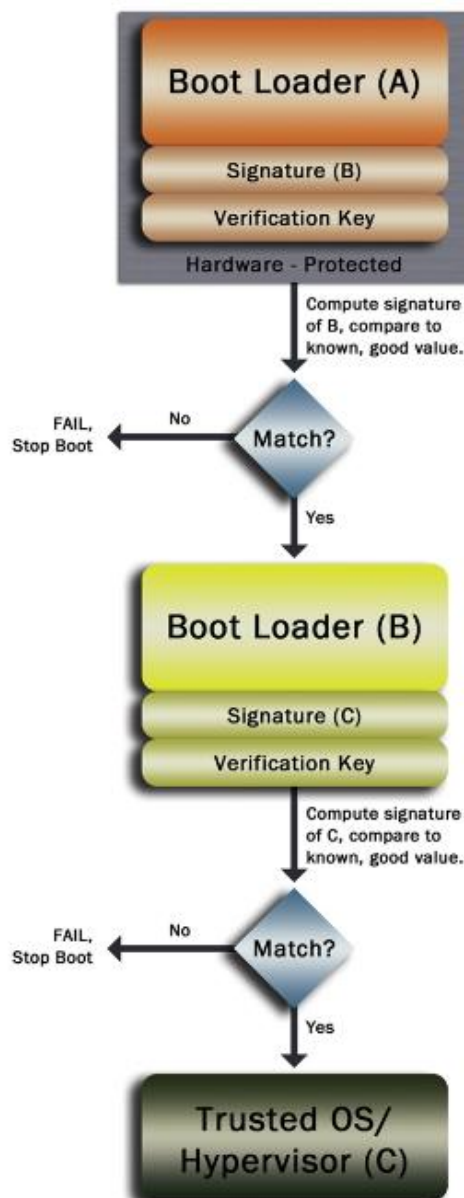 Boot Loader (A)
Signature (B)
Verification Key
Hardware - Protected
Compute signature
of B, compare to
known, good value.
FAIL,
Stop Boot
No
Match?
Yes
Boot Loader (B)
Signature (C)
Verification Key
Compute signature
of C, compare to
known, good value.
FAIL,
Stop Boot
No
Match?
Yes
Trusted OS/
Hypervisor (C)